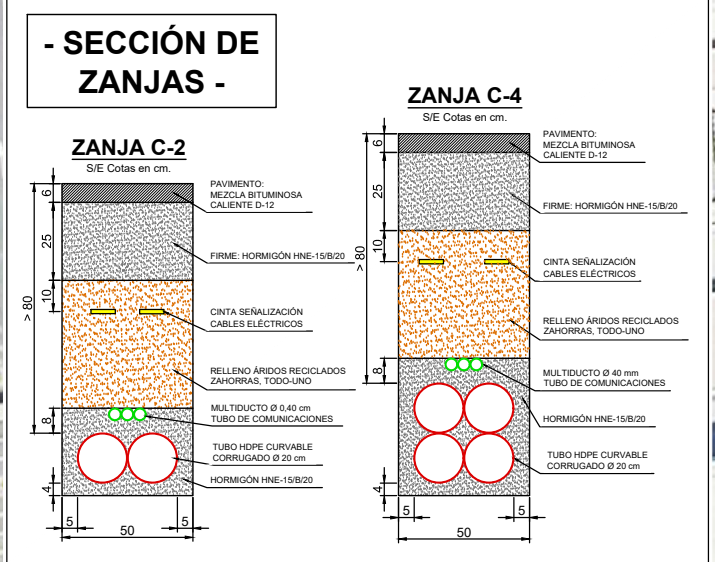 - SECCIÓN DE
ZANJAS -
ZANJA C-2
S/E Cotas en cm.
6
25
10
> 80
8
4
5
50
5
PAVIMENTO:
MEZCLA BITUMINOSA
CALIENTE D-12
FIRME: HORMIGÓN HNE-15/B/20
CINTA SEÑALIZACIÓN
CABLES ELÉCTRICOS
RELLENO ÁRIDOS RECICLADOS
ZAHORRAS, TODO-UNO
MULTIDUCTO Ø 0,40 cm
TUBO DE COMUNICACIONES
TUBO HDPE CURVABLE
CORRUGADO Ø 20 cm
HORMIGÓN HNE-15/B/20
ZANJA C-4
S/E Cotas en cm.
6
25
10
> 80
8
4
5
50
5
PAVIMENTO:
MEZCLA BITUMINOSA
CALIENTE D-12
FIRME: HORMIGÓN HNE-15/B/20
CINTA SEÑALIZACIÓN
CABLES ELÉCTRICOS
RELLENO ÁRIDOS RECICLADOS
ZAHORRAS, TODO-UNO
MULTIDUCTO Ø 40 mm
TUBO DE COMUNICACIONES
HORMIGÓN HNE-15/B/20
TUBO HDPE CURVABLE
CORRUGADO Ø 20 cm